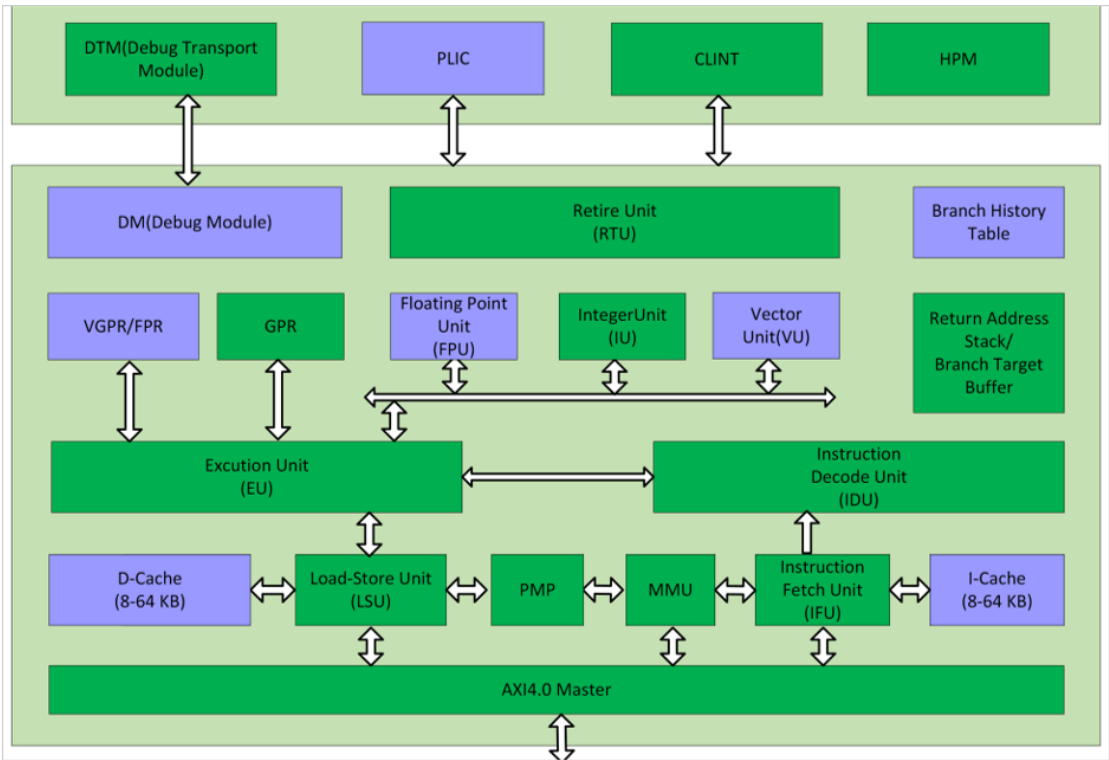 DTM(Debug Transport
Module)
PLIC
CLINT
HPM
DM(Debug Module)
Retire Unit
(RTU)
Branch History
Table
VGPR/FPR
GPR
Floating Point
Unit
(FPU)
IntegerUnit
(IU)
Vector
Unit(VU)
Return Address
Stack/
Branch Target
Buffer
Excution Unit
(EU)
Instruction
Decode Unit
(IDU)
D-Cache
(8-64 KB)
Load-Store Unit
(LSU)
PMP
MMU
Instruction
Fetch Unit
(IFU)
I-Cache
(8-64 KB)
AXI4.0 Master